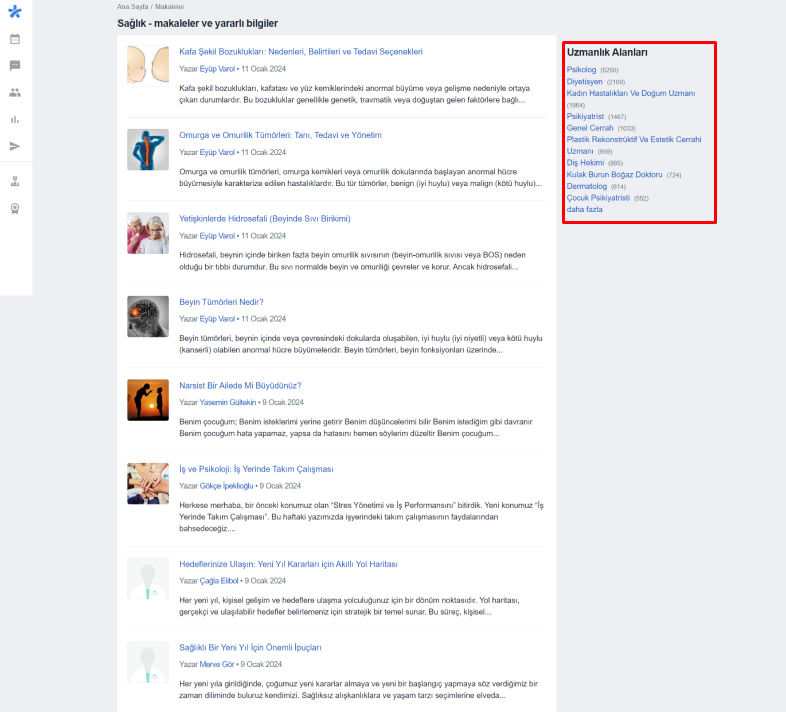 Ana Sayfa / Makaleler
Sağlık - makaleler ve yararlı bilgiler
Kafa Şekil Bozuklukları: Nedenleri, Belirtileri ve Tedavi Seçenekleri
Yazar Eyüp Varol • 11 Ocak 2024
Kafa şekil bozuklukları, kafatası ve yüz kemiklerindeki anormal büyüme veya gelişme nedeniyle ortaya
çıkan durumlardır. Bu bozukluklar genellikle genetik, travmatik veya doğuştan gelen faktörlere bağlı...
Omurga ve Omurilik Tümörleri: Tanı, Tedavi ve Yönetim
Yazar Eyüp Varol • 11 Ocak 2024
Omurga ve omurilik tümörleri, omurga kemikleri veya omurilik dokularında başlayan anormal hücre
büyümesiyle karakterize edilen hastalıklardır. Bu tür tümörler, benign (iyi huylu) veya malign (kötü huylu)...
Yetişkinlerde Hidrosefali (Beyinde Sıvı Birikimi)
Yazar Eyüp Varol • 11 Ocak 2024
Hidrosefali, beynin içinde biriken fazla beyin omurilik sıvısının (beyin-omurilik sıvısı veya BOS) neden
olduğu bir tıbbi durumdur. Bu sıvı normalde beyin ve omuriliği çevreler ve korur. Ancak hidrosefali...
Beyin Tümörleri Nedir?
Yazar Eyüp Varol • 11 Ocak 2024
Beyin tümörleri, beynin içinde veya çevresindeki dokularda oluşabilen, iyi huylu (iyi niyetli) veya kötü huylu
(kanserli) olabilen anormal hücre büyümeleridir. Beyin tümörleri, beyin fonksiyonları üzerinde...
Narsist Bir Ailede Mi Büyüdünüz?
Yazar Yasemin Gültekin • 9 Ocak 2024
Benim çocuğum; Benim isteklerimi yerine getirir Benim düşüncelerimi bilir Benim istediğim gibi davranır
Benim çocuğum hata yapamaz, yapsa da hatasını hemen söylerim düzeltir Benim çocuğum...
İş ve Psikoloji: İş Yerinde Takım Çalışması
Yazar Gökçe İpeklioğlu • 9 Ocak 2024
Herkese merhaba, bir önceki konumuz olan “Stres Yönetimi ve İş Performansını” bitirdik. Yeni konumuz “İş
Yerinde Takım Çalışması”. Bu haftaki yazımızda işyerindeki takım çalışmasının faydalarından
bahsedeceğiz....
Hedeflerinize Ulaşın: Yeni Yıl Kararları için Akıllı Yol Haritası
Yazar Çağla Elibol • 9 Ocak 2024
Her yeni yıl, kişisel gelişim ve hedeflere ulaşma yolculuğunuz için bir dönüm noktasıdır. Yol haritası,
gerçekçi ve ulaşılabilir hedefler belirlemeniz için stratejik bir temel sunar. Bu süreç, kişisel...
Sağlıklı Bir Yeni Yıl İçin Önemli İpuçları
Yazar Merve Gör • 9 Ocak 2024
Her yeni yıla girildiğinde, çoğumuz yeni kararlar almaya ve yeni bir başlangıç yapmaya söz verdiğimiz bir
zaman diliminde buluruz kendimizi. Sağlıksız alışkanlıklara ve yaşam tarzı seçimlerine elveda...
Uzmanlık Alanları
Psikolog (5250)
Diyetisyen (2109)
Kadın Hastalıkları Ve Doğum Uzmanı
(1864)
Psikiyatrist (1467)
Genel Cerrah (1033)
Plastik Rekonstrüktif Ve Estetik Cerrahi
Uzmanı (959)
Diş Hekimi (885)
Kulak Burun Boğaz Doktoru (724)
Dermatolog (614)
Çocuk Psikiyatristi (562)
daha fazla